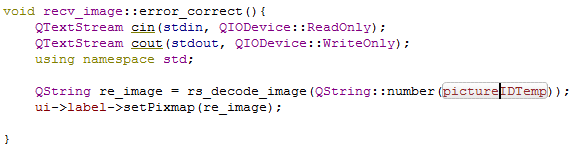 void recv_image::error_correct(){
QTextStream cin(stdin, QIODevice::ReadOnly);
QTextStream cout(stdout, QIODevice::WriteOnly);
using namespace std;
QString re_image = rs_decode_image(QString::number(pictureIDTemp));
ui->label->setPixmap(re_image);
}